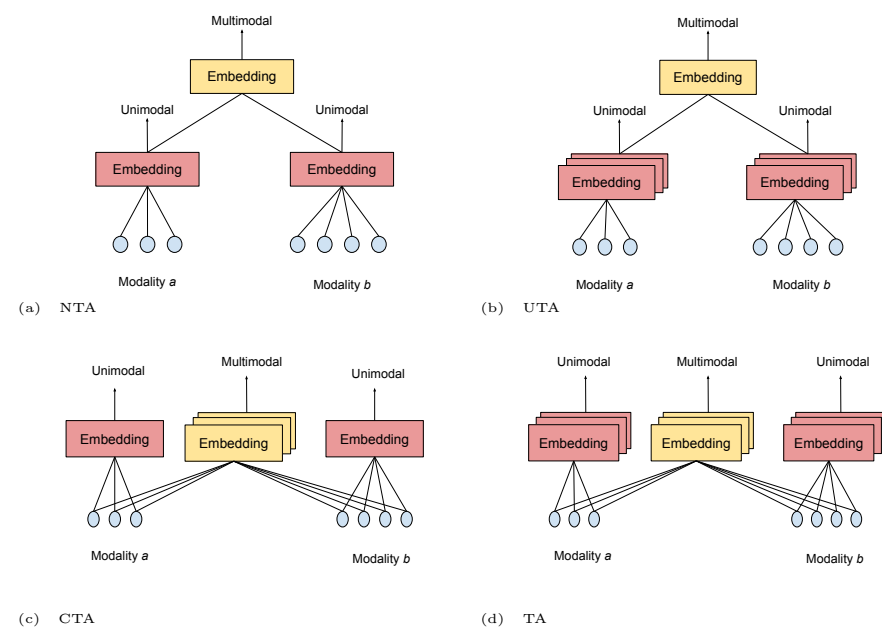 Multimodal
Embedding
Unimodal
Unimodal
Embedding
Embedding
Modality a
Modality b
(a) NTA
Multimodal
Embedding
Unimodal
Unimodal
Embedding
Embedding
Modality a
Modality b
(b) UTA
Unimodal
Multimodal
Unimodal
Embedding
Embedding
Embedding
Modality a
Modality b
(c) CTA
Unimodal
Multimodal
Unimodal
Embedding
Embedding
Embedding
Modality a
Modality b
(d) TA